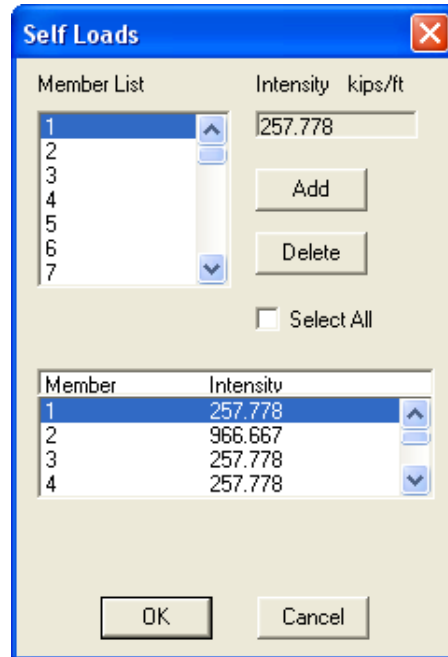 Self Loads
Member List Intensity kips/ft
1 257.778
2
3
4
5
6
7
Add
Delete
Select All
Member Intensity
1 257.778
2 966.667
3 257.778
4 257.778
OK Cancel